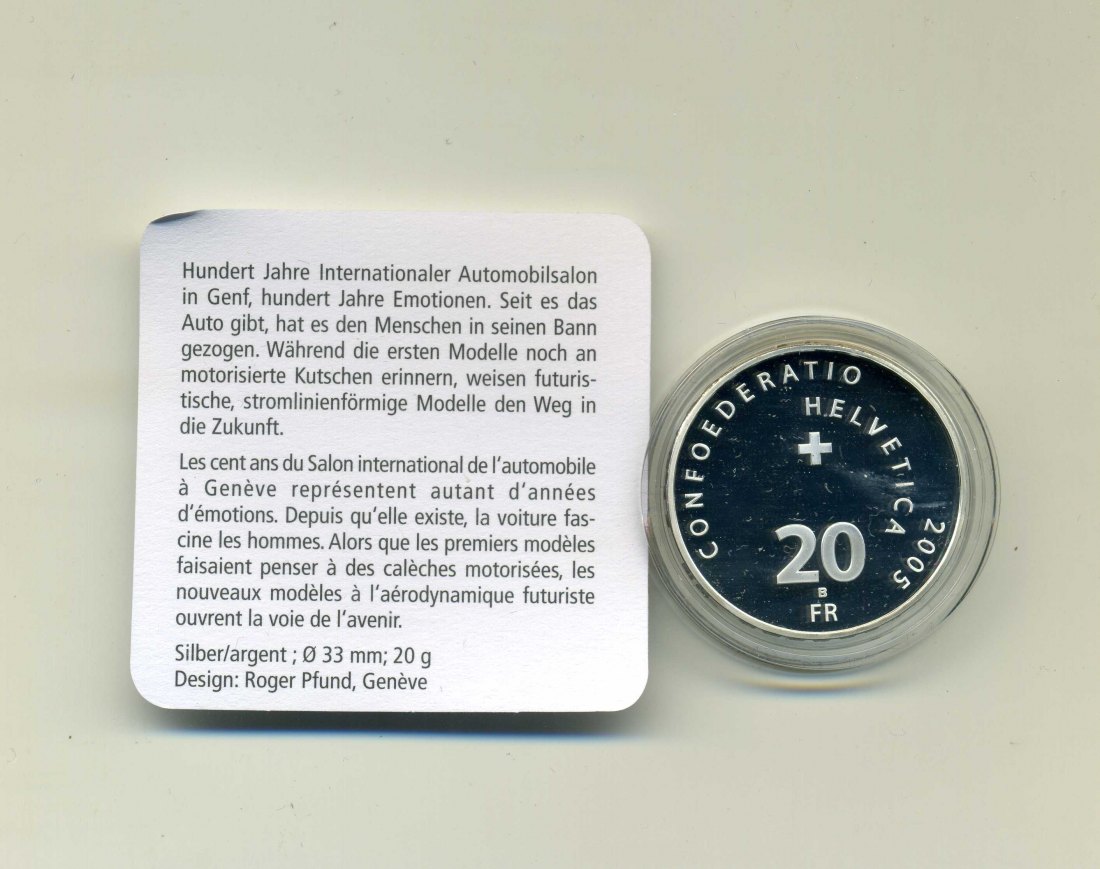 Hundert Jahre Internationaler Automobilsalon
in Genf, hundert Jahre Emotionen. Seit es das
Auto gibt, hat es den Menschen in seinen Bann
gezogen. Während die ersten Modelle noch an
motorisierte Kutschen erinnern, weisen futuris-
tische, stromlinienförmige Modelle den Weg in
die Zukunft.
Les cent ans du Salon international de l'automobile
à Genève représentent autant d'années
d'émotions. Depuis qu'elle existe, la voiture fas-
cine les hommes. Alors que les premiers modèles
faisaient penser à des calèches motorisées, les
nouveaux modèles à l'aérodynamique futuriste
ouvrent la voie de l'avenir.
Silber/argent ; Ø 33 mm; 20 g
Design: Roger Pfund, Genève
CONFOEDERATIO
HELVETICA
2005
20
B
FR